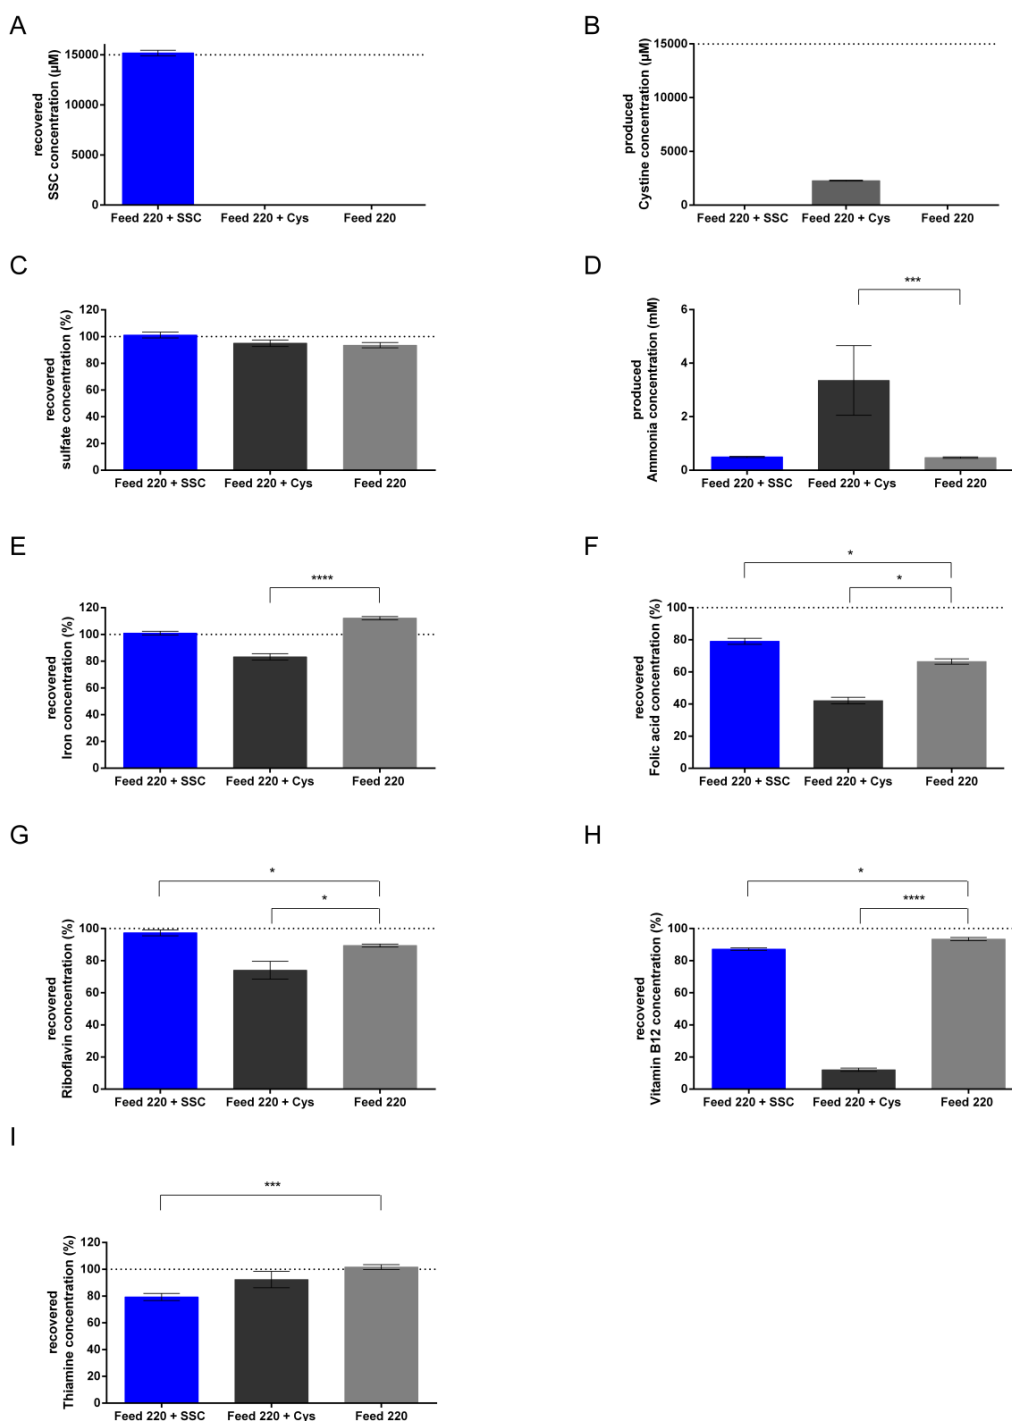 A
recovered
SSC concentration (µM)
15000
10000
5000
0
Feed 220 + SSC
Feed 220 + Cys
Feed 220
B
produced
Cystine concentration (µM)
15000
10000
5000
0
Feed 220 + SSC
Feed 220 + Cys
Feed 220
C
recovered
sulfate concentration (%)
120
100
80
60
40
20
0
Feed 220 + SSC
Feed 220 + Cys
Feed 220
D
***
produced
Ammonia concentration (mM)
6
4
2
0
Feed 220 + SSC
Feed 220 + Cys
Feed 220
E
****
recovered
Iron concentration (%)
120
100
80
60
40
20
0
Feed 220 + SSC
Feed 220 + Cys
Feed 220
F
*
*
recovered
Folic acid concentration (%)
100
80
60
40
20
0
Feed 220 + SSC
Feed 220 + Cys
Feed 220
G
*
*
recovered
Riboflavin concentration (%)
100
80
60
40
20
0
Feed 220 + SSC
Feed 220 + Cys
Feed 220
H
*
****
recovered
Vitamin B12 concentration (%)
100
80
60
40
20
0
Feed 220 + SSC
Feed 220 + Cys
Feed 220
I
***
recovered
Thiamine concentration (%)
120
100
80
60
40
20
0
Feed 220 + SSC
Feed 220 + Cys
Feed 220